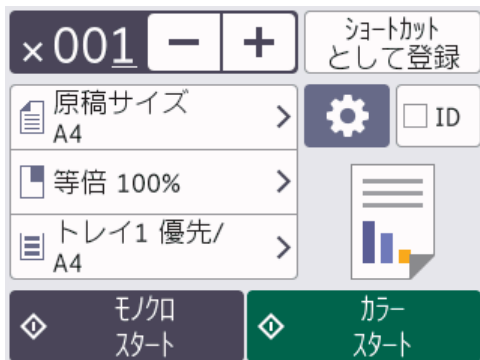 ×001 − +
ショートカット
として登録
原稿サイズ
A4
ID
等倍 100%
トレイ1 優先/
A4
モノクロ
スタート
カラー
スタート